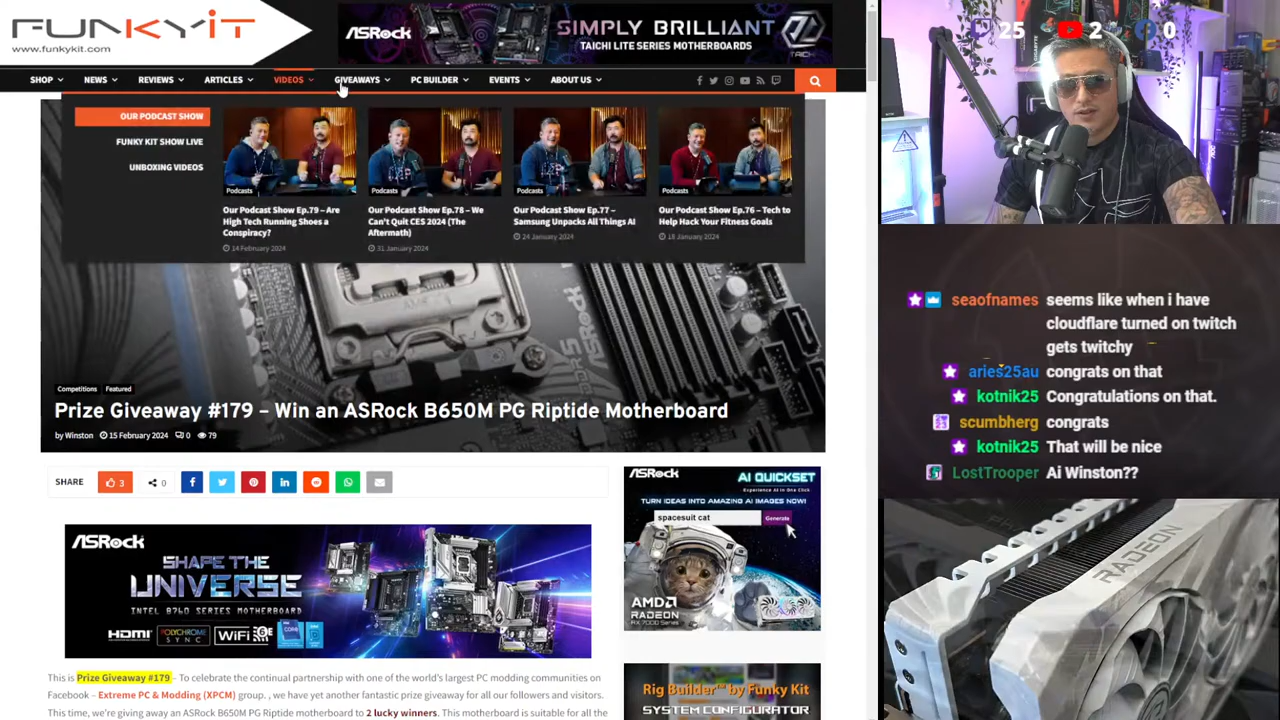 FUNKYIT
www.funkykit.com
ASRock
SIMPLY BRILLIANT
TAICHI LITE SERIES MOTHERBOARDS
TAICHI
25
2
0
SHOP NEWS REVIEWS ARTICLES VIDEOS GIVEAWAYS PC BUILDER EVENTS ABOUT US
OUR PODCAST SHOW
FUNKY KIT SHOW LIVE
UNBOXING VIDEOS
Podcasts
Our Podcast Show Ep.79 – Are
High Tech Running Shoes a
Conspiracy?
14 February 2024
Podcasts
Our Podcast Show Ep.78 – We
Can't Quit CES 2024 (The
Aftermath)
31 January 2024
Podcasts
Our Podcast Show Ep.77 –
Samsung Unpacks All Things AI
24 January 2024
Podcasts
Our Podcast Show Ep.76 – Tech to
Help Hack Your Fitness Goals
18 January 2024
Competitions Featured
Prize Giveaway #179 – Win an ASRock B650M PG Riptide Motherboard
by Winston 15 February 2024 0 79
SHARE 3 0
ASRock
SHAPE THE
UNIVERSE
INTEL B760 SERIES MOTHERBOARD
HDMI POLYCHROME SYNC WiFi 6E
This is Prize Giveaway #179 – To celebrate the continual partnership with one of the world's largest PC modding communities on
Facebook – Extreme PC & Modding (XPCM) group. , we have yet another fantastic prize giveaway for all our followers and visitors.
This time, we're giving away an ASRock B650M PG Riptide motherboard to 2 lucky winners. This motherboard is suitable for all the
ASRock
AI QUICKSET
Experience AI in One Click
TURN IDEAS INTO AMAZING AI IMAGES NOW!
spacesuit cat Generate
AMD
RADEON
RX 7000 Series
Rig Builder™ by Funky Kit
SYSTEM CONFIGURATOR
seaofnames seems like when i have
cloudflare turned on twitch
gets twitchy
aries25au congrats on that
kotnik25 Congratulations on that.
scumbherg congrats
kotnik25 That will be nice
LostTrooper Ai Winston??
RADEON